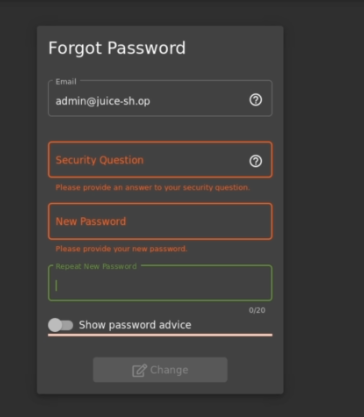 Forgot Password
Email
admin@juice-sh.op
Security Question
Please provide an answer to your security question.
New Password
Please provide your new password.
Repeat New Password
0/20
Show password advice
Change